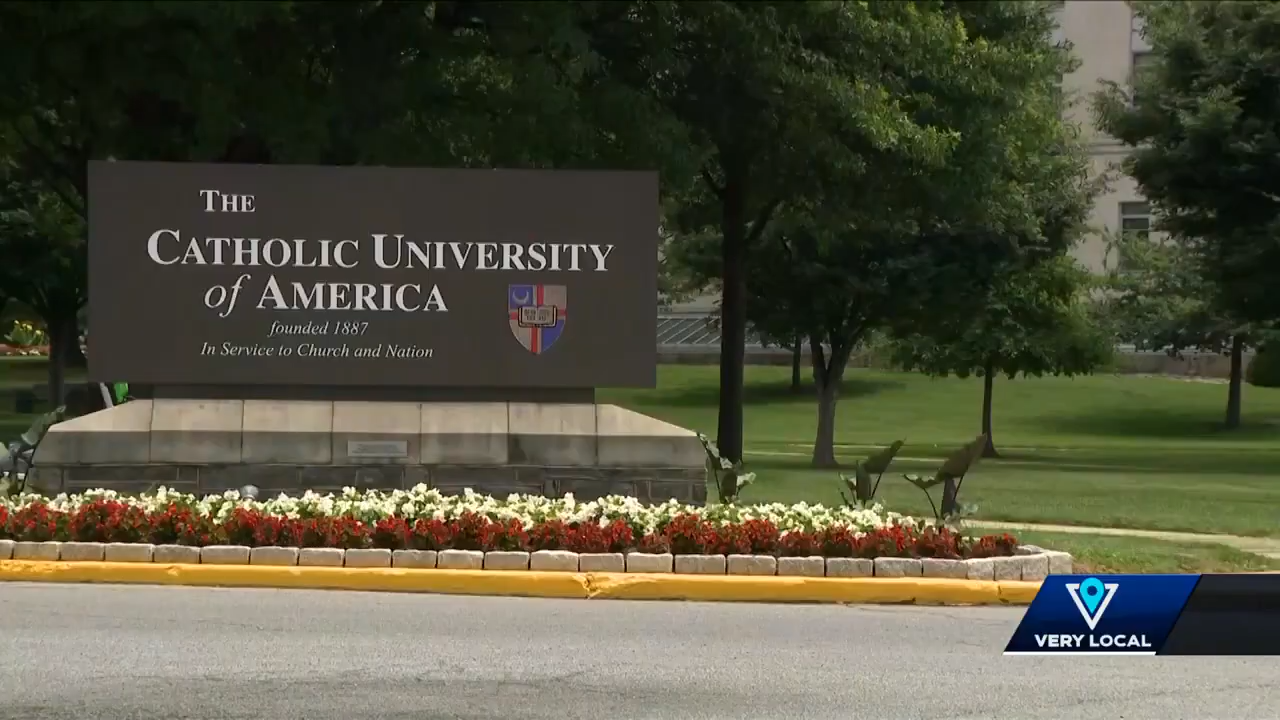 THE
CATHOLIC UNIVERSITY
of AMERICA
founded 1887
In Service to Church and Nation
VERY LOCAL